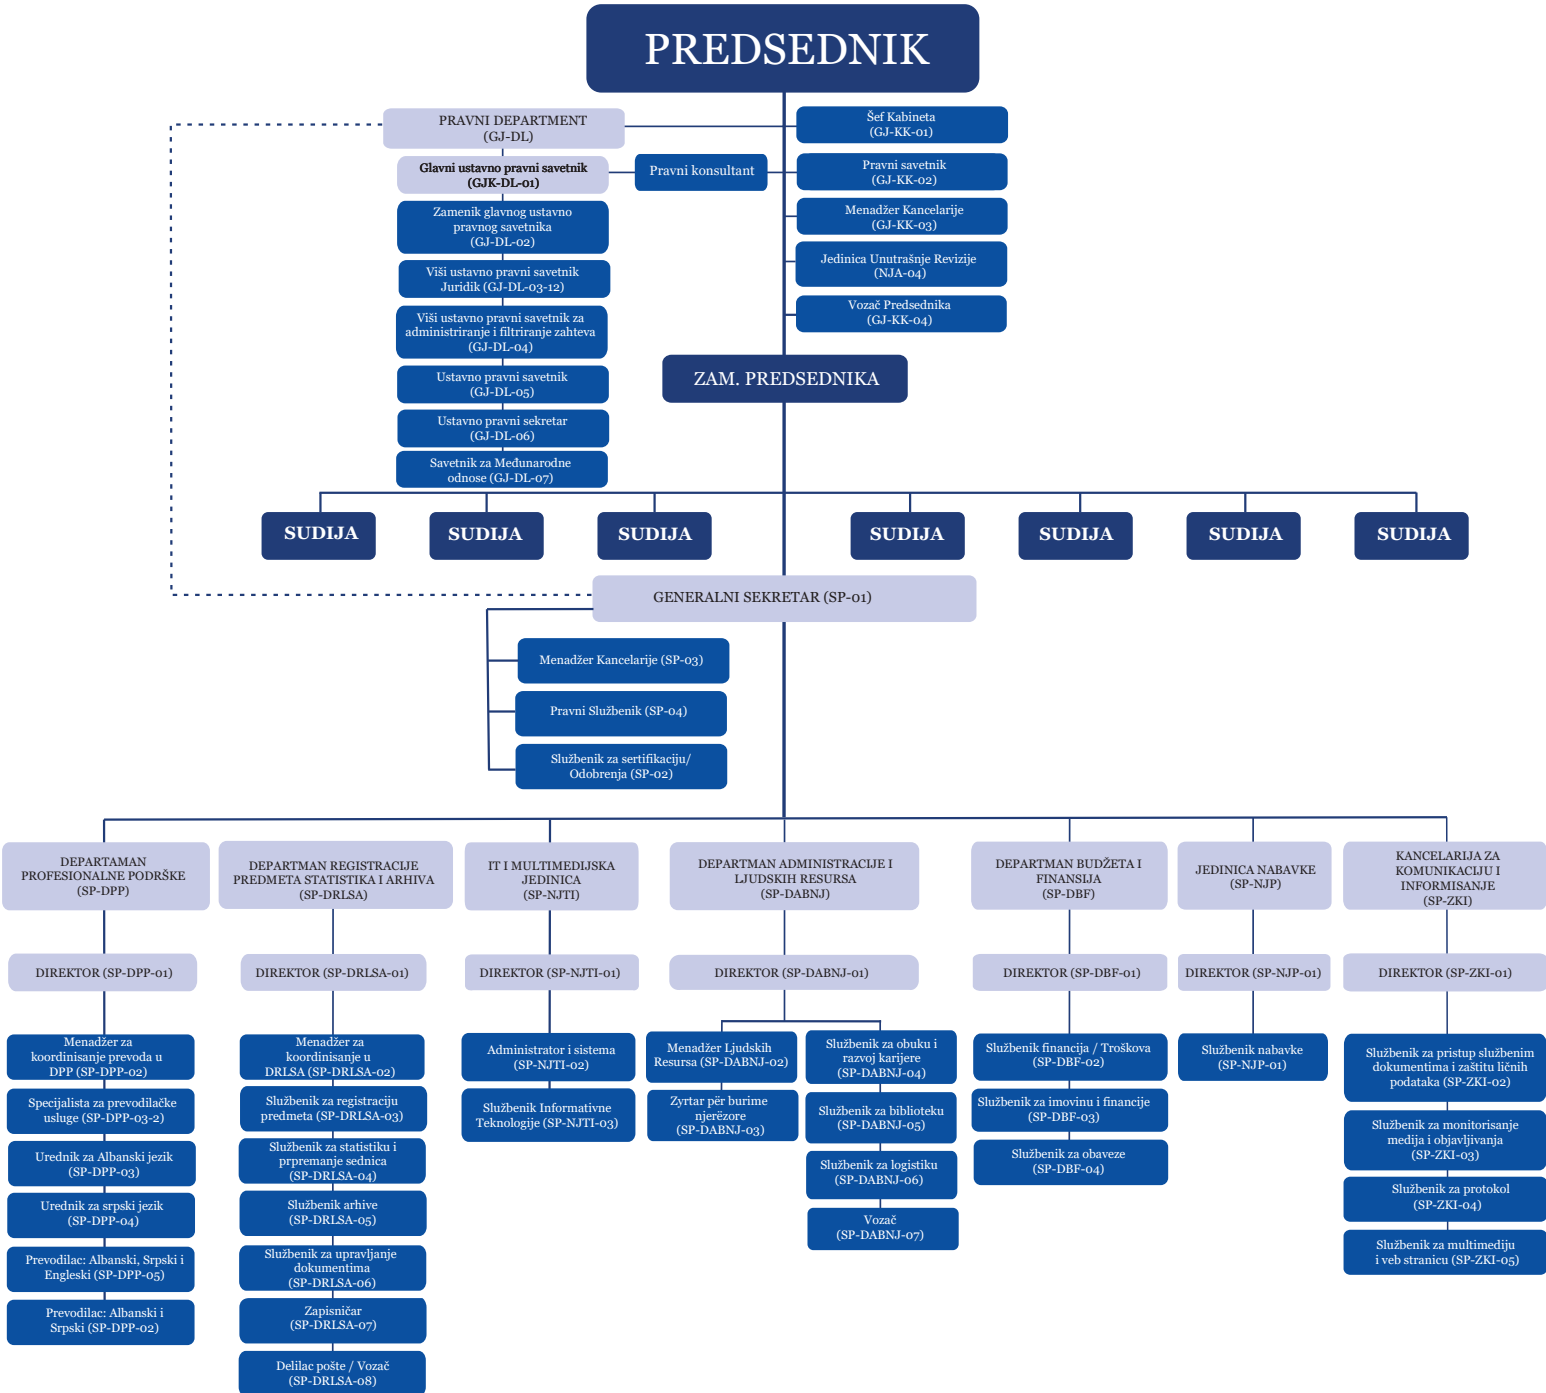 PREDSEDNIK
PRAVNI DEPARTMENT
(GJ-DL)
Glavni ustavno pravni savetnik
(GJK-DL-01)
Pravni konsultant
Zamenik glavnog ustavno
pravnog savetnika
(GJ-DL-02)
Viši ustavno pravni savetnik
Juridik (GJ-DL-03-12)
Viši ustavno pravni savetnik za
administriranje i filtriranje zahteva
(GJ-DL-04)
Ustavno pravni savetnik
(GJ-DL-05)
Ustavno pravni sekretar
(GJ-DL-06)
Savetnik za Međunarodne
odnose (GJ-DL-07)
Šef Kabineta
(GJ-KK-01)
Pravni savetnik
(GJ-KK-02)
Menadžer Kancelarije
(GJ-KK-03)
Jedinica Unutrašnje Revizije
(NJA-04)
Vozač Predsednika
(GJ-KK-04)
ZAM. PREDSEDNIKA
SUDIJA
SUDIJA
SUDIJA
SUDIJA
SUDIJA
SUDIJA
SUDIJA
GENERALNI SEKRETAR (SP-01)
Menadžer Kancelarije (SP-03)
Pravni Službenik (SP-04)
Službenik za sertifikaciju/
Odobrenja (SP-02)
DEPARTAMAN
PROFESIONALNE PODRŠKE
(SP-DPP)
DIREKTOR (SP-DPP-01)
Menadžer za
koordinisanje prevoda u
DPP (SP-DPP-02)
Specijalista za prevodilačke
usluge (SP-DPP-03-2)
Urednik za Albanski jezik
(SP-DPP-03)
Urednik za srpski jezik
(SP-DPP-04)
Prevodilac: Albanski, Srpski i
Engleski (SP-DPP-05)
Prevodilac: Albanski i
Srpski (SP-DPP-02)
DEPARTMAN REGISTRACIJE
PREDMETA STATISTIKA I ARHIVA
(SP-DRLSA)
DIREKTOR (SP-DRLSA-01)
Menadžer za
koordinisanje u
DRLSA (SP-DRLSA-02)
Službenik za registraciju
predmeta (SP-DRLSA-03)
Službenik za statistiku i
prpremanje sednica
(SP-DRLSA-04)
Službenik arhive
(SP-DRLSA-05)
Službenik za upravljanje
dokumentima
(SP-DRLSA-06)
Zapisničar
(SP-DRLSA-07)
Delilac pošte / Vozač
(SP-DRLSA-08)
IT I MULTIMEDIJSKA
JEDINICA
(SP-NJTI)
DIREKTOR (SP-NJTI-01)
Administrator i sistema
(SP-NJTI-02)
Službenik Informativne
Teknologije (SP-NJTI-03)
DEPARTMAN ADMINISTRACIJE I
LJUDSKIH RESURSA
(SP-DABNJ)
DIREKTOR (SP-DABNJ-01)
Menadžer Ljudskih
Resursa (SP-DABNJ-02)
Zyrtar për burime
njerëzore
(SP-DABNJ-03)
Službenik za obuku i
razvoj karijere
(SP-DABNJ-04)
Službenik za biblioteku
(SP-DABNJ-05)
Službenik za logistiku
(SP-DABNJ-06)
Vozač
(SP-DABNJ-07)
DEPARTMAN BUDŽETA I
FINANSIJA
(SP-DBF)
DIREKTOR (SP-DBF-01)
Službenik financija / Troškova
(SP-DBF-02)
Službenik za imovinu i financije
(SP-DBF-03)
Službenik za obaveze
(SP-DBF-04)
JEDINICA NABAVKE
(SP-NJP)
DIREKTOR (SP-NJP-01)
Službenik nabavke
(SP-NJP-01)
KANCELARIJA ZA
KOMUNIKACIJU I
INFORMISANJE
(SP-ZKI)
DIREKTOR (SP-ZKI-01)
Službenik za pristup službenim
dokumentima i zaštitu ličnih
podataka (SP-ZKI-02)
Službenik za monitorisanje
medija i objavljivanja
(SP-ZKI-03)
Službenik za protokol
(SP-ZKI-04)
Službenik za multimediju
i veb stranicu (SP-ZKI-05)